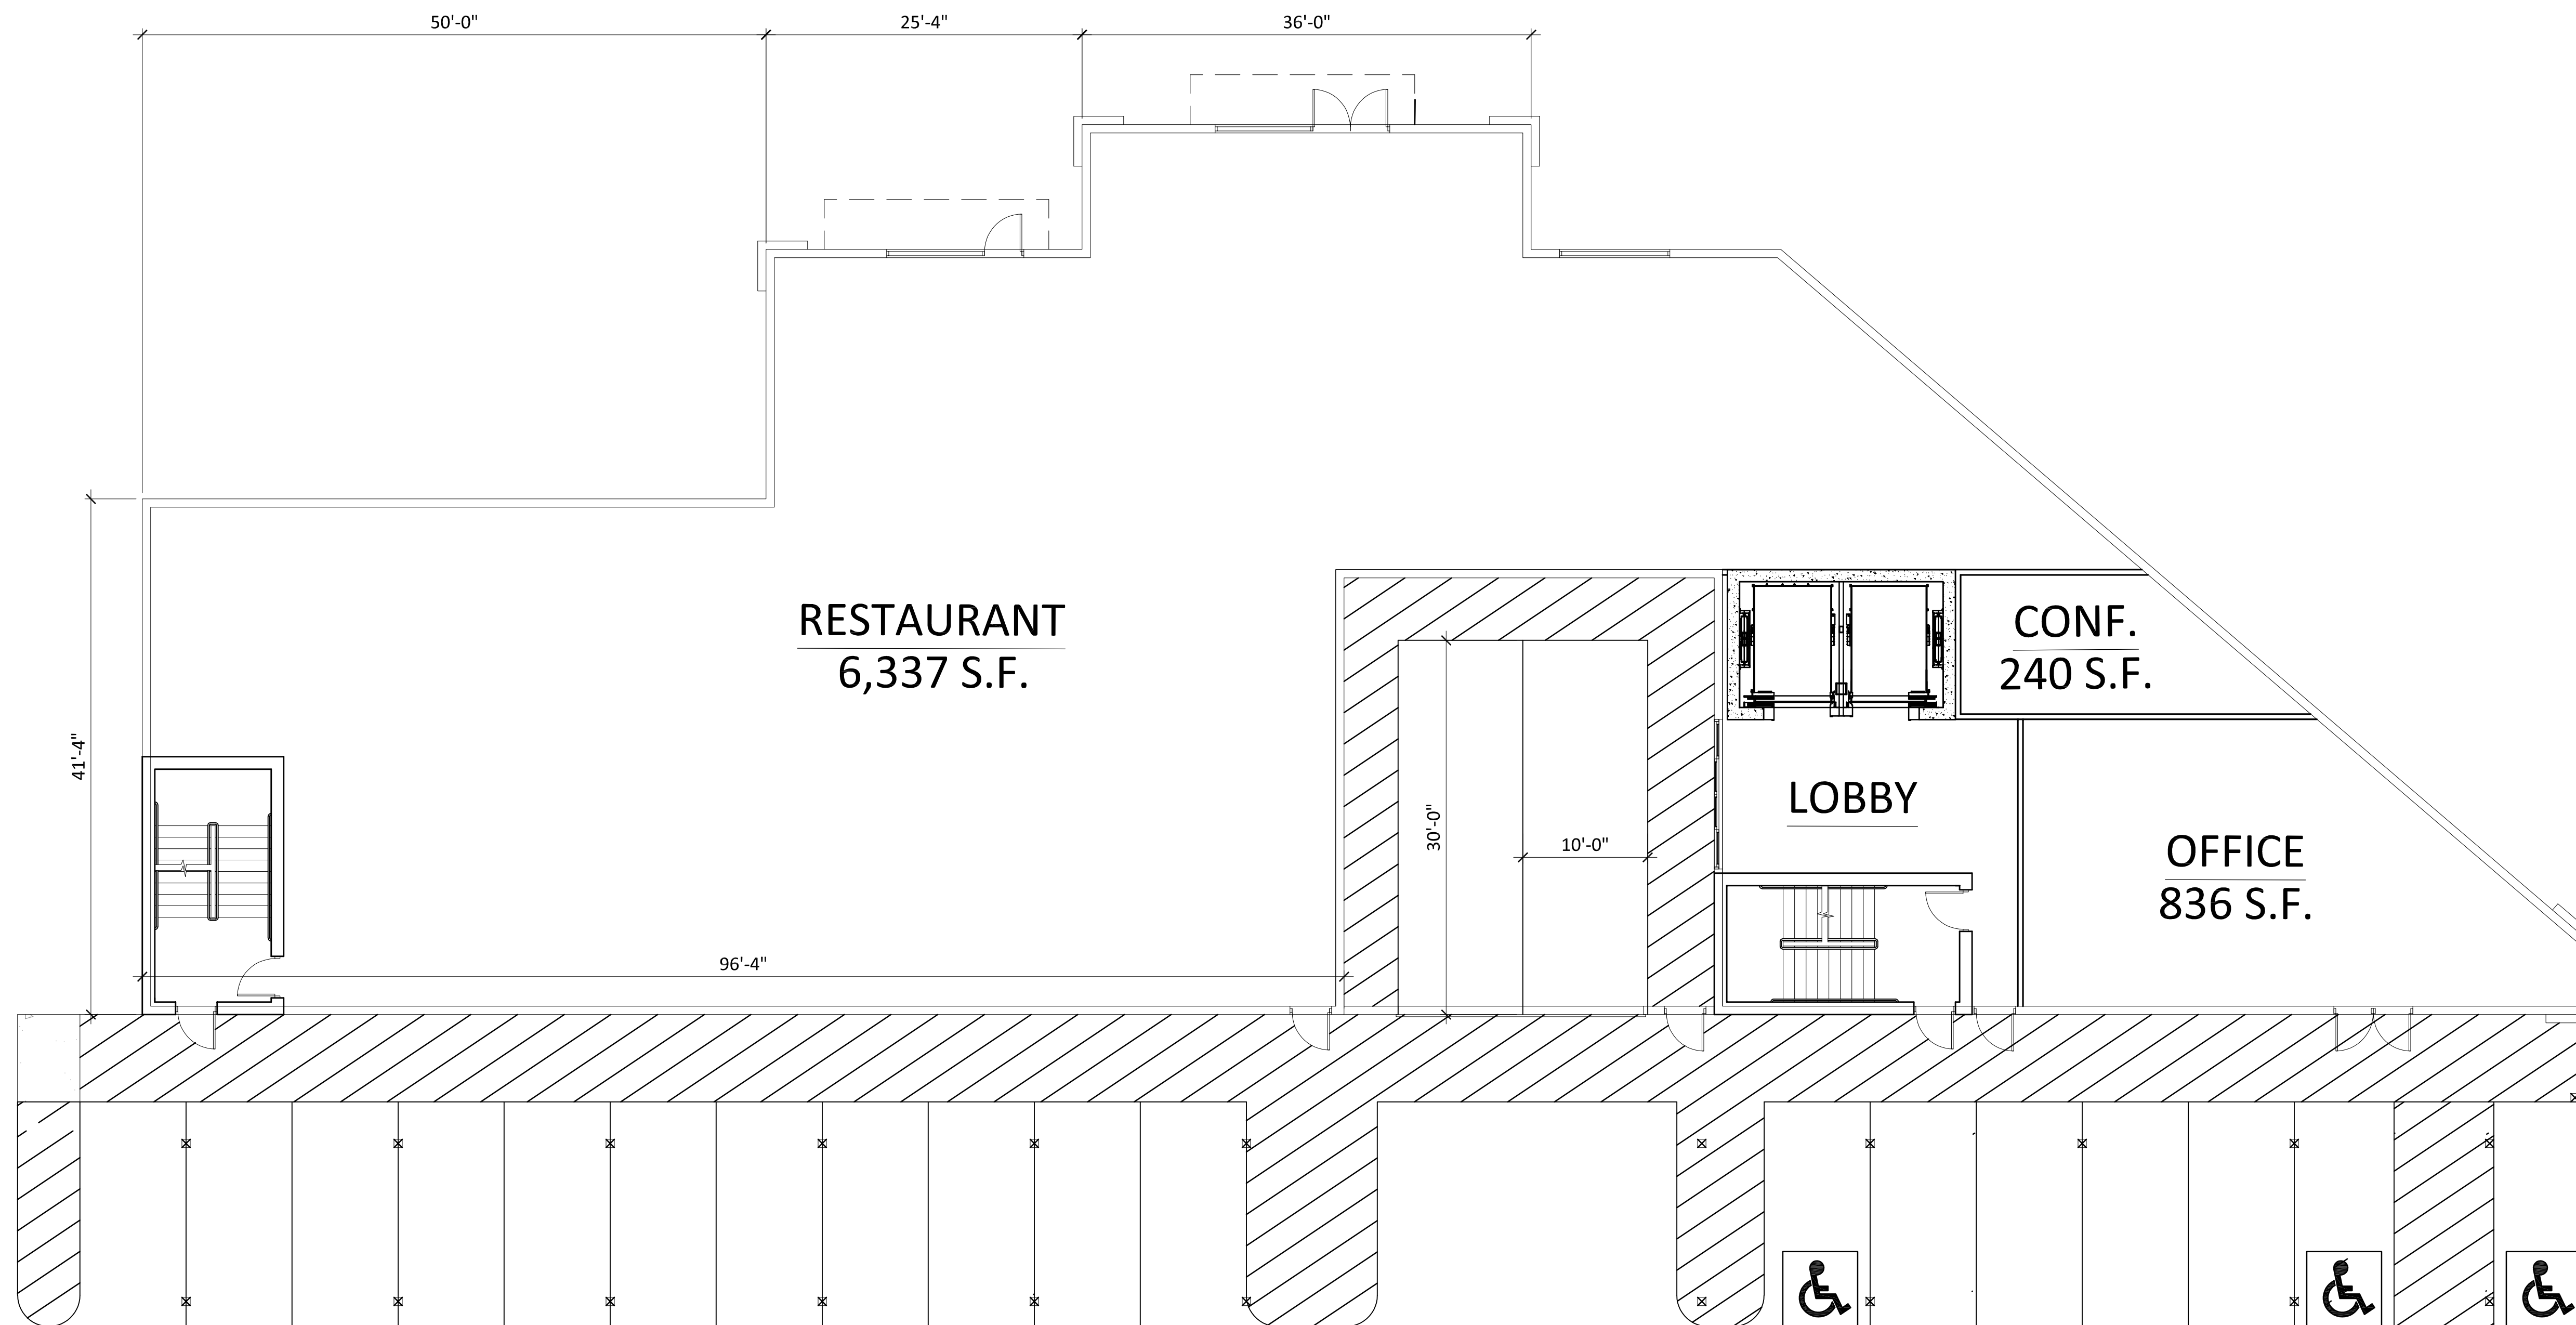 50'-0"
25'-4"
36'-0"
41'-4"
RESTAURANT
6,337 S.F.
CONF.
240 S.F.
LOBBY
30'-0"
10'-0"
OFFICE
836 S.F.
96'-4"